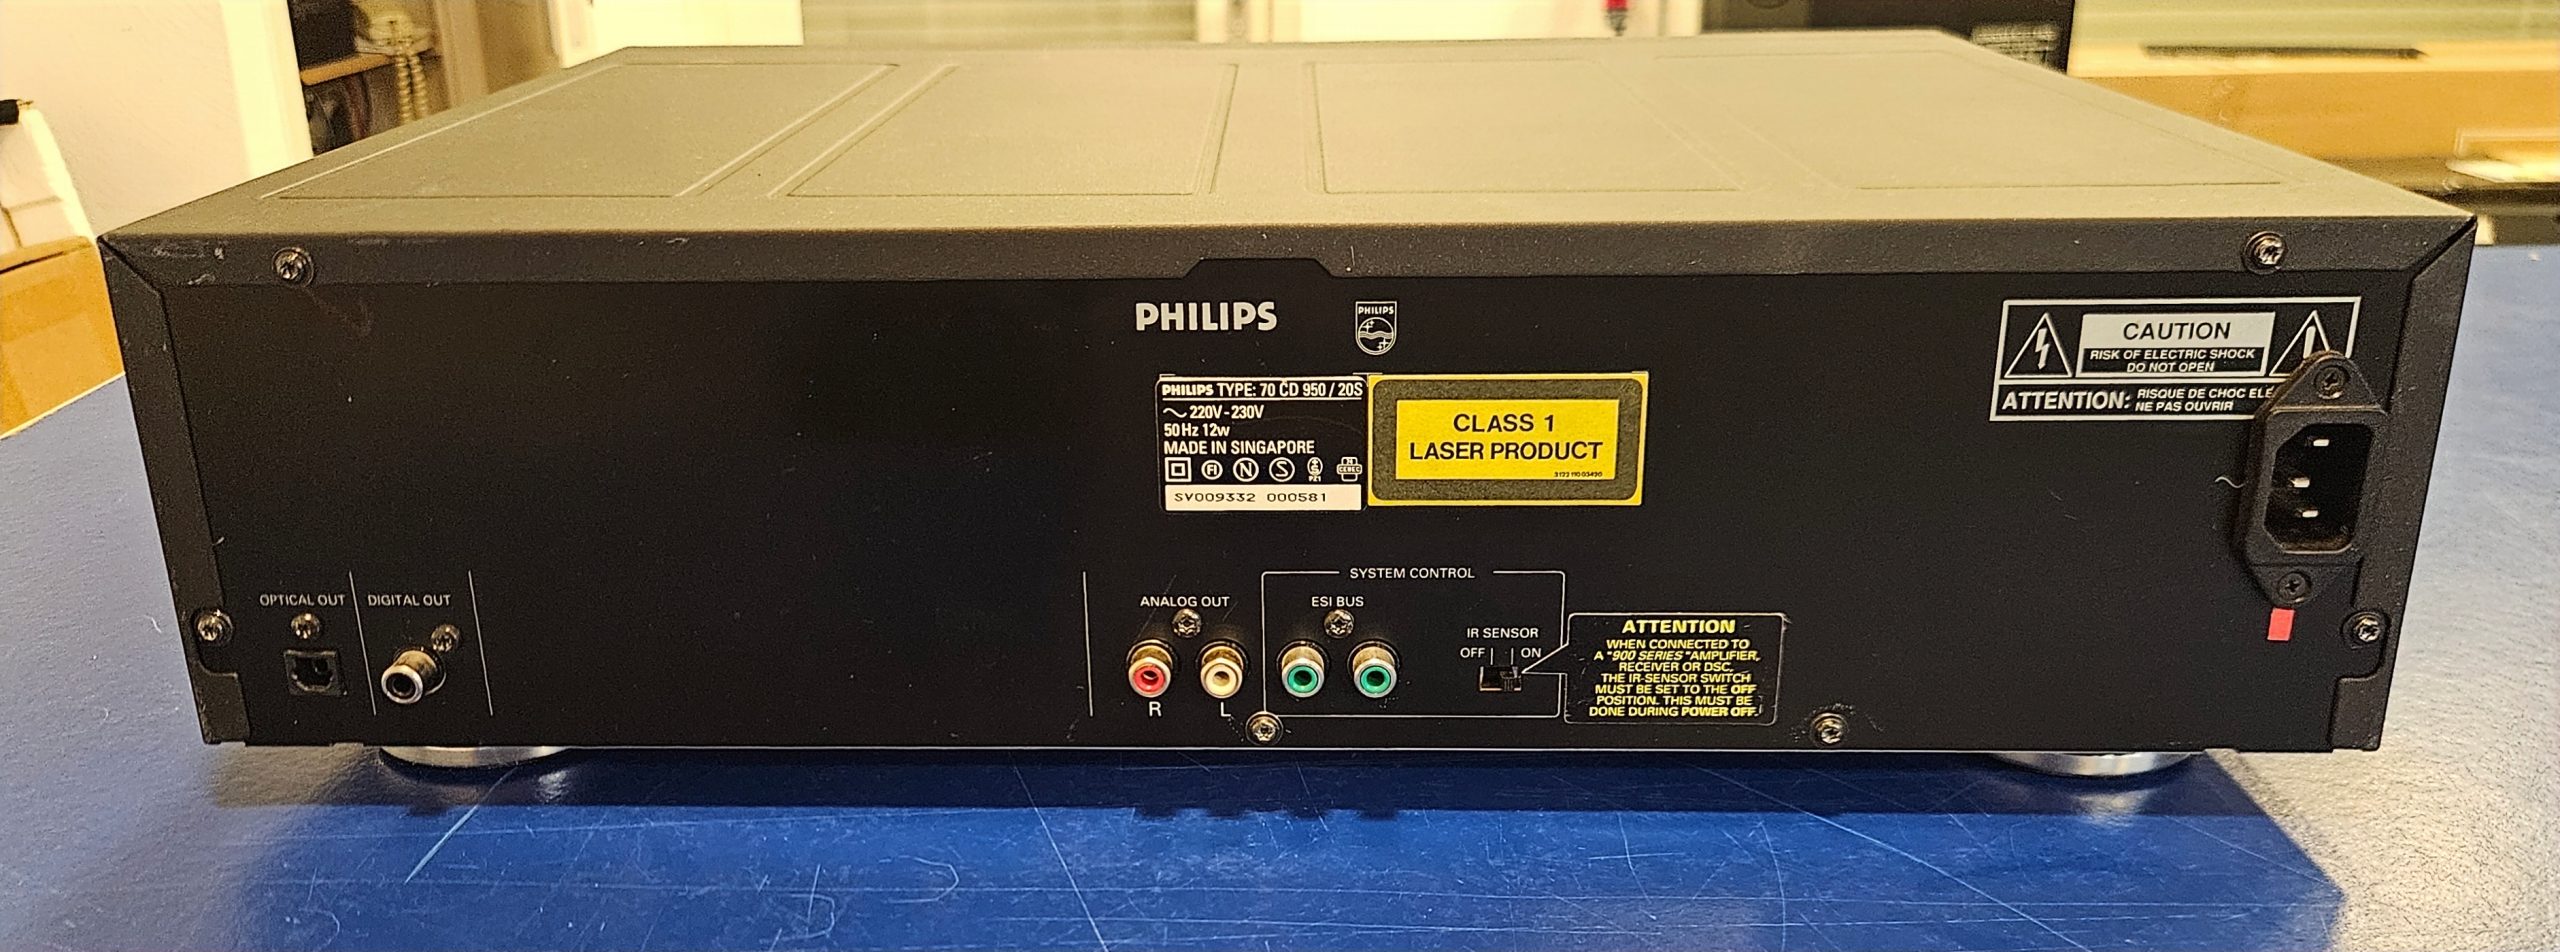 PHILIPS
PHILIPS
CAUTION
RISK OF ELECTRIC SHOCK
DO NOT OPEN
ATTENTION: RISQUE DE CHOC
NE PAS OUVRIR
PHILIPS TYPE: 70 CD 950 / 20S
220V - 230V
50 Hz 12w
MADE IN SINGAPORE
FI N S
CEBEC
SV009332 000581
CLASS 1
LASER PRODUCT
OPTICAL OUT
DIGITAL OUT
ANALOG OUT
R L
SYSTEM CONTROL
ESI BUS
IR SENSOR
OFF ON
ATTENTION
WHEN CONNECTED TO
A "900 SERIES" AMPLIFIER,
RECEIVER OR DSC,
THE IR-SENSOR SWITCH
MUST BE SET TO THE OFF
POSITION. THIS MUST BE
DONE DURING POWER OFF.